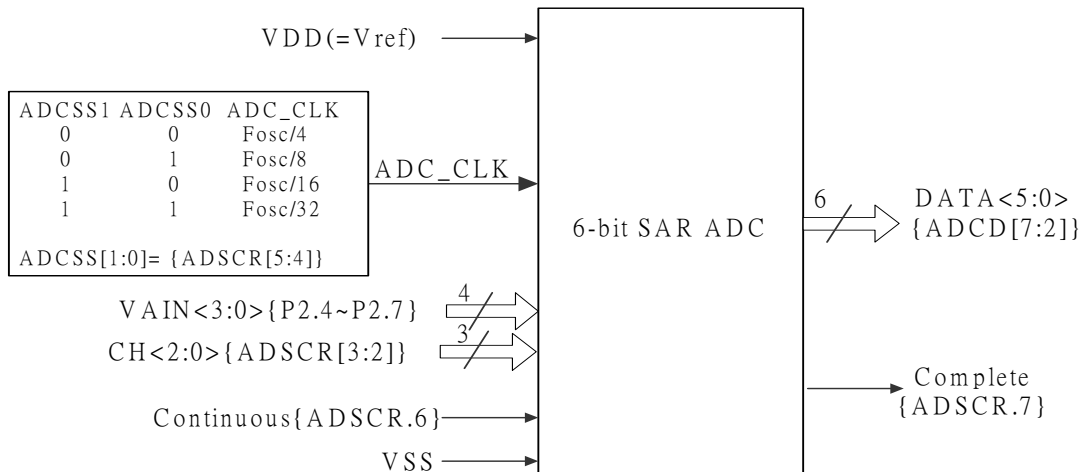 VDD(=Vref)
ADCSS1 ADCSS0 ADC_CLK
0 0 Fosc/4
0 1 Fosc/8
1 0 Fosc/16
1 1 Fosc/32
ADCSS[1:0]= {ADSCR[5:4]}
ADC_CLK
6-bit SAR ADC
6
DATA<5:0>
{ADCD[7:2]}
VAIN<3:0>{P2.4~P2.7}
4
CH<2:0>{ADSCR[3:2]}
3
Complete
{ADSCR.7}
Continuous{ADSCR.6}
VSS